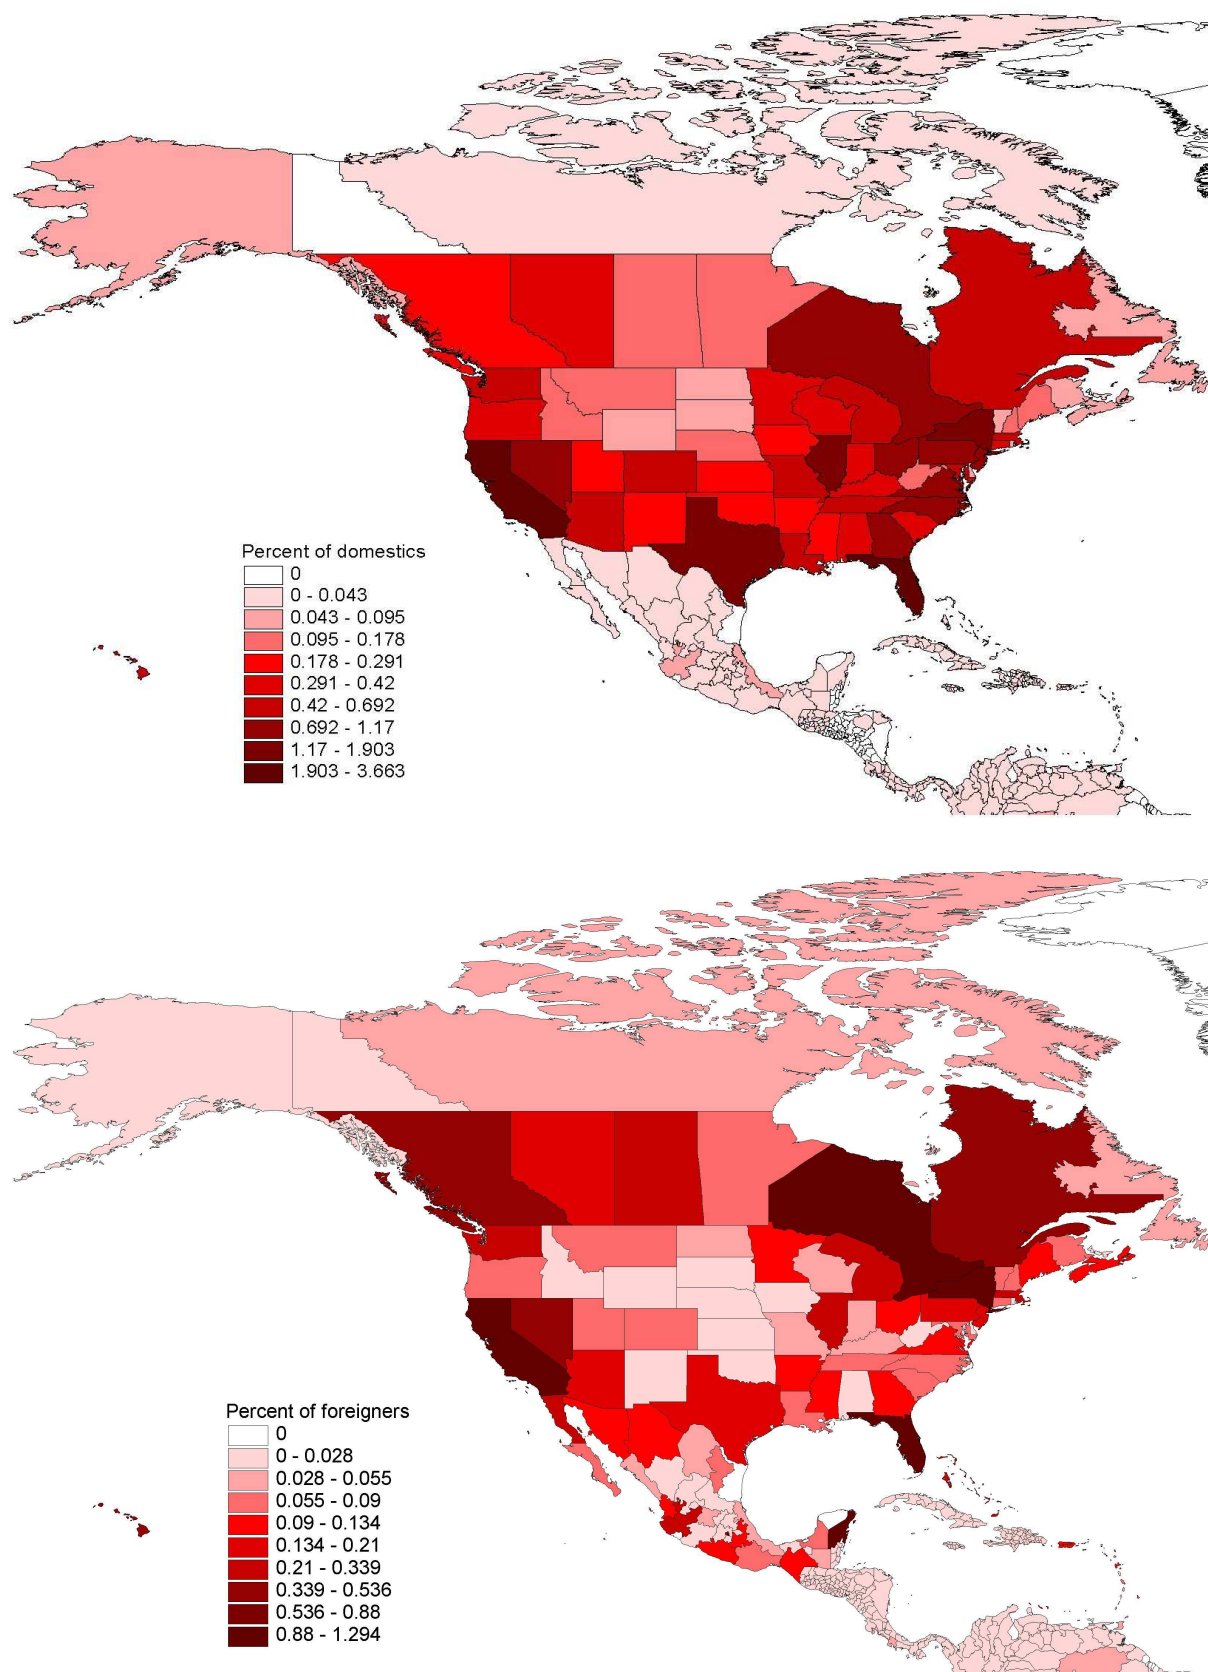 Percent of domestics
0
0 - 0.043
0.043 - 0.095
0.095 - 0.178
0.178 - 0.291
0.291 - 0.42
0.42 - 0.692
0.692 - 1.17
1.17 - 1.903
1.903 - 3.663
Percent of foreigners
0
0 - 0.028
0.028 - 0.055
0.055 - 0.09
0.09 - 0.134
0.134 - 0.21
0.21 - 0.339
0.339 - 0.536
0.536 - 0.88
0.88 - 1.294